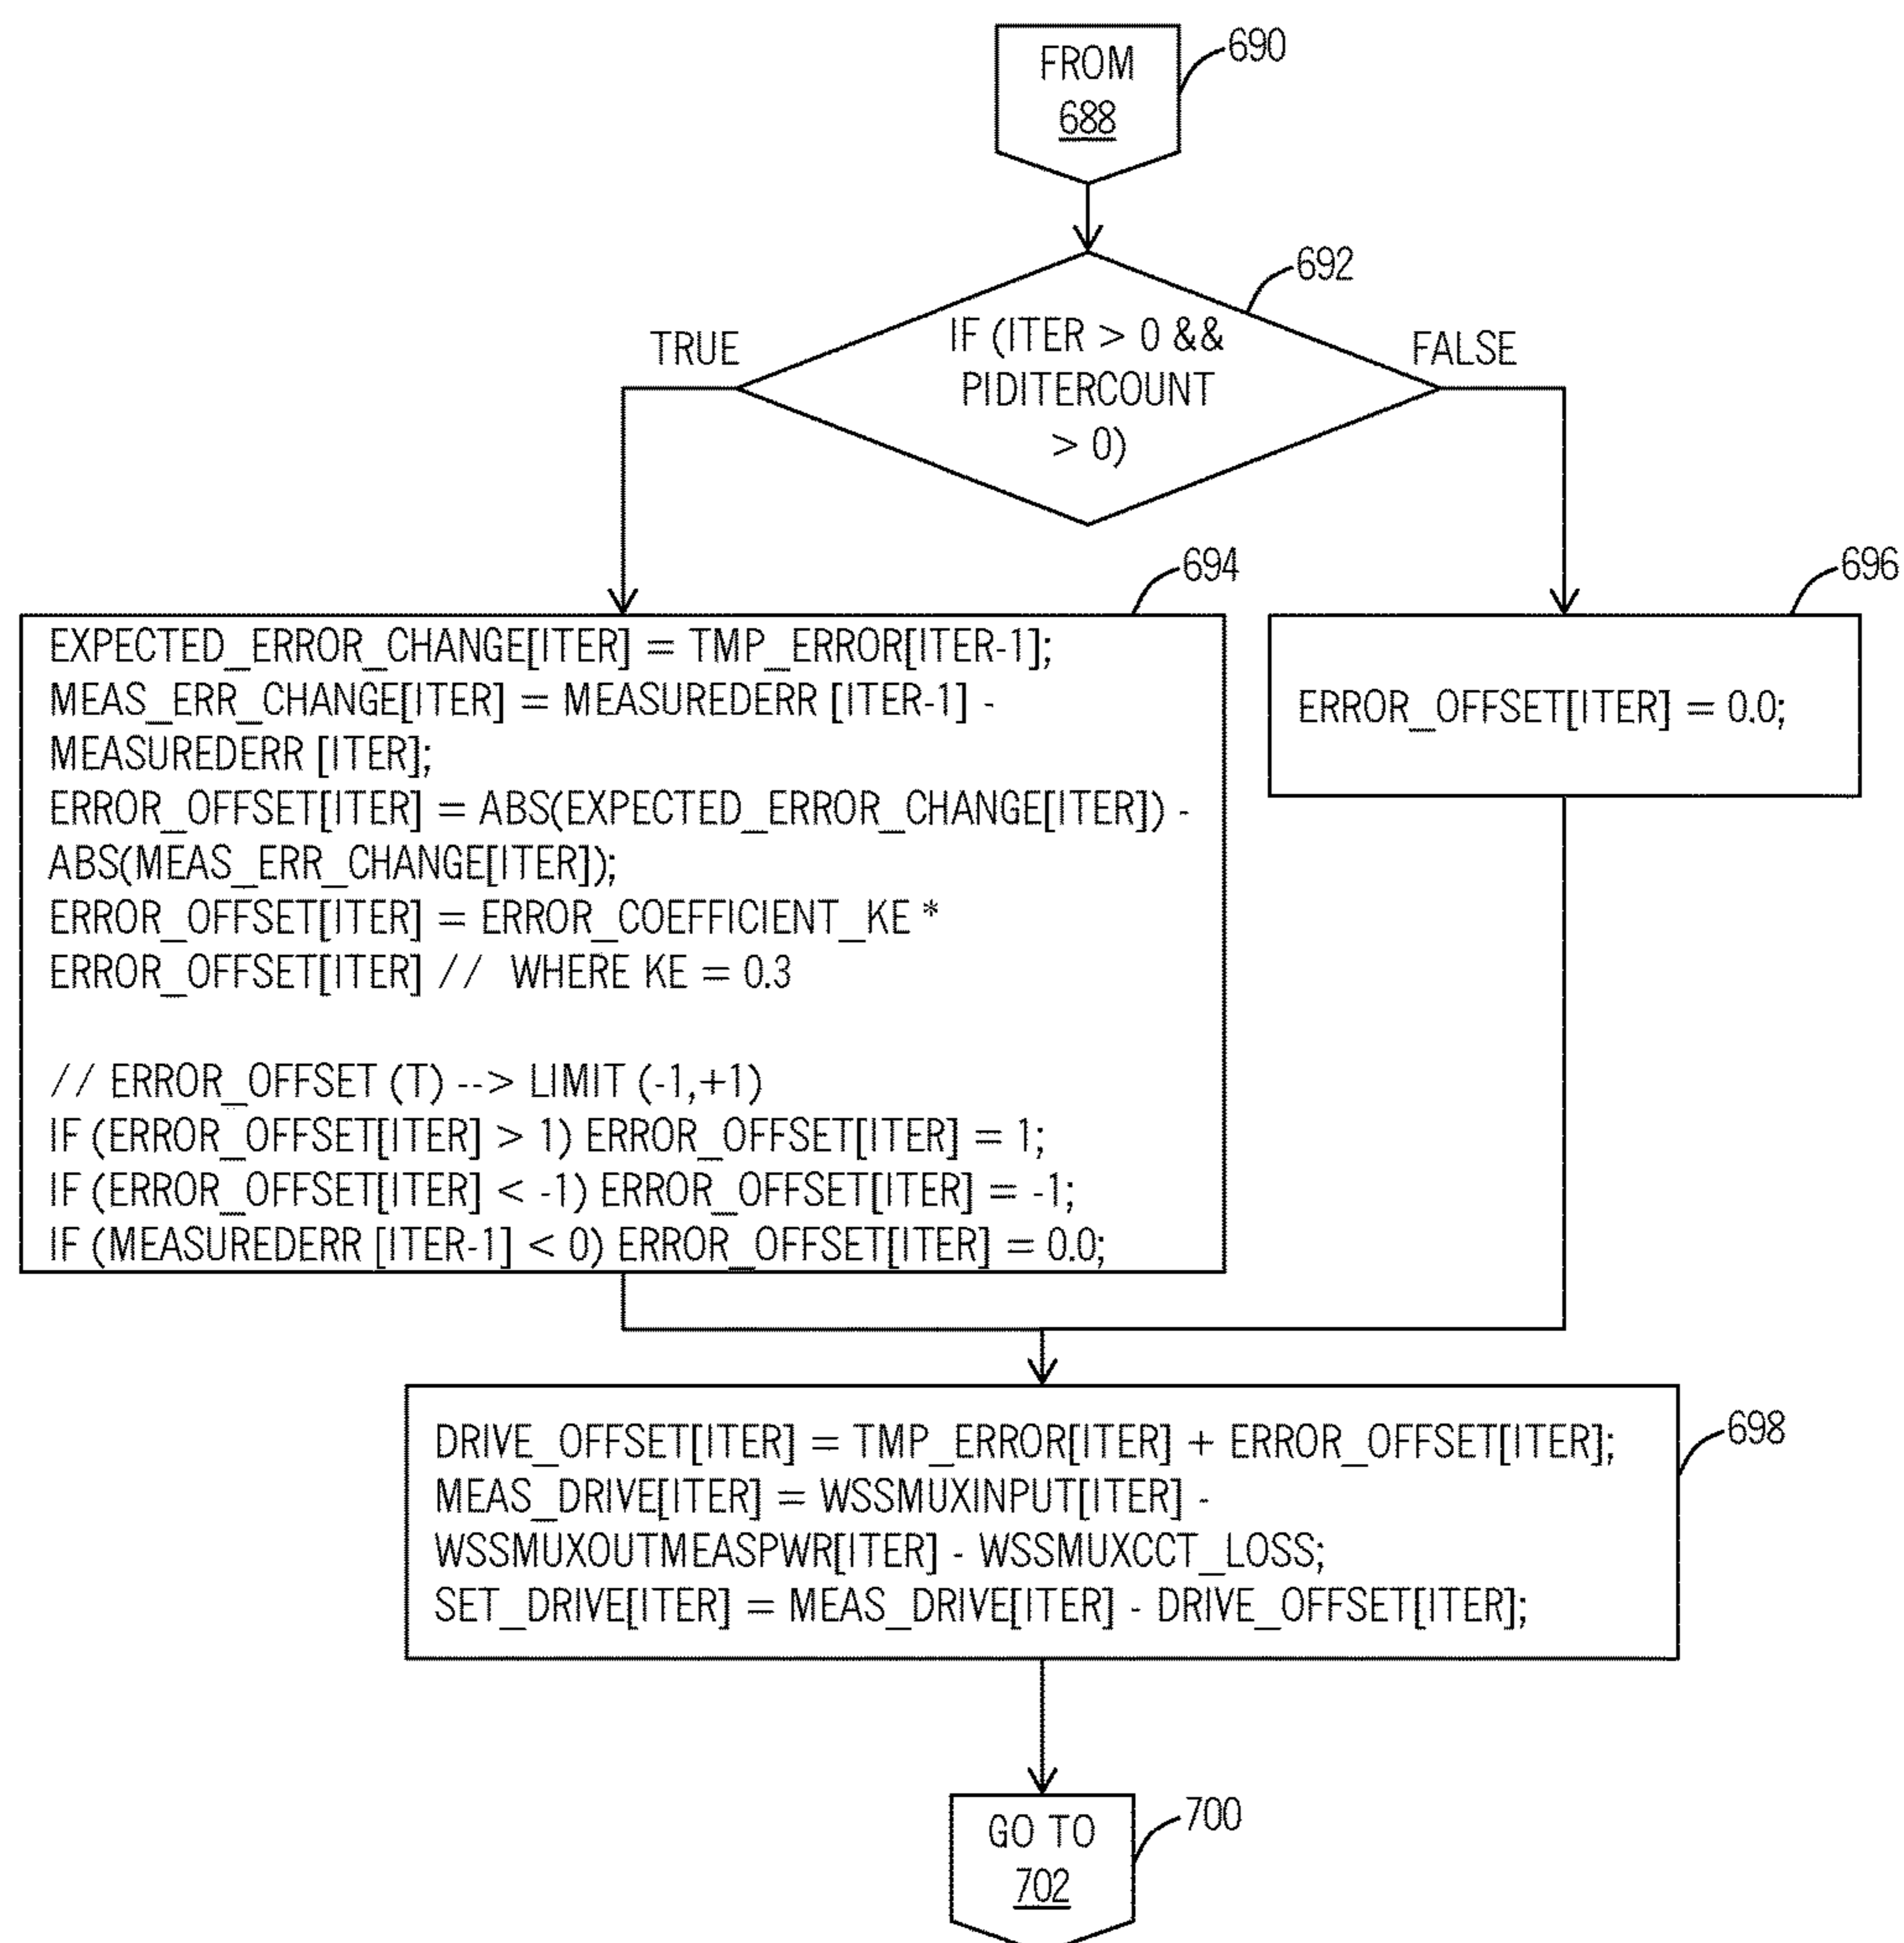 FROM
688
690
692
TRUE
IF (ITER > 0 &&
PIDITERCOUNT
> 0)
FALSE
694
EXPECTED_ERROR_CHANGE[ITER] = TMP_ERROR[ITER-1];
MEAS_ERR_CHANGE[ITER] = MEASUREDERR [ITER-1] -
MEASUREDERR [ITER];
ERROR_OFFSET[ITER] = ABS(EXPECTED_ERROR_CHANGE[ITER]) -
ABS(MEAS_ERR_CHANGE[ITER]);
ERROR_OFFSET[ITER] = ERROR_COEFFICIENT_KE *
ERROR_OFFSET[ITER] // WHERE KE = 0.3
// ERROR_OFFSET (T) --> LIMIT (-1,+1)
IF (ERROR_OFFSET[ITER] > 1) ERROR_OFFSET[ITER] = 1;
IF (ERROR_OFFSET[ITER] < -1) ERROR_OFFSET[ITER] = -1;
IF (MEASUREDERR [ITER-1] < 0) ERROR_OFFSET[ITER] = 0.0;
696
ERROR_OFFSET[ITER] = 0.0;
698
DRIVE_OFFSET[ITER] = TMP_ERROR[ITER] + ERROR_OFFSET[ITER];
MEAS_DRIVE[ITER] = WSSMUXINPUT[ITER] -
WSSMUXOUTMEASPWR[ITER] - WSSMUXCCT_LOSS;
SET_DRIVE[ITER] = MEAS_DRIVE[ITER] - DRIVE_OFFSET[ITER];
GO TO
702
700